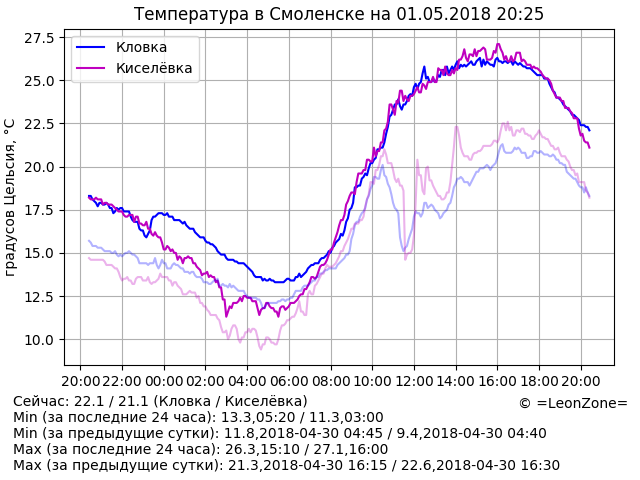 Температура в Смоленске на 01.05.2018 20:25
Кловка
Киселёвка
градусов Цельсия, °C
27.5
25.0
22.5
20.0
17.5
15.0
12.5
10.0
20:00 22:00 00:00 02:00 04:00 06:00 08:00 10:00 12:00 14:00 16:00 18:00 20:00
Сейчас: 22.1 / 21.1 (Кловка / Киселёвка)
© =LeonZone=
Min (за последние 24 часа): 13.3,05:20 / 11.3,03:00
Min (за предыдущие сутки): 11.8,2018-04-30 04:45 / 9.4,2018-04-30 04:40
Max (за последние 24 часа): 26.3,15:10 / 27.1,16:00
Max (за предыдущие сутки): 21.3,2018-04-30 16:15 / 22.6,2018-04-30 16:30